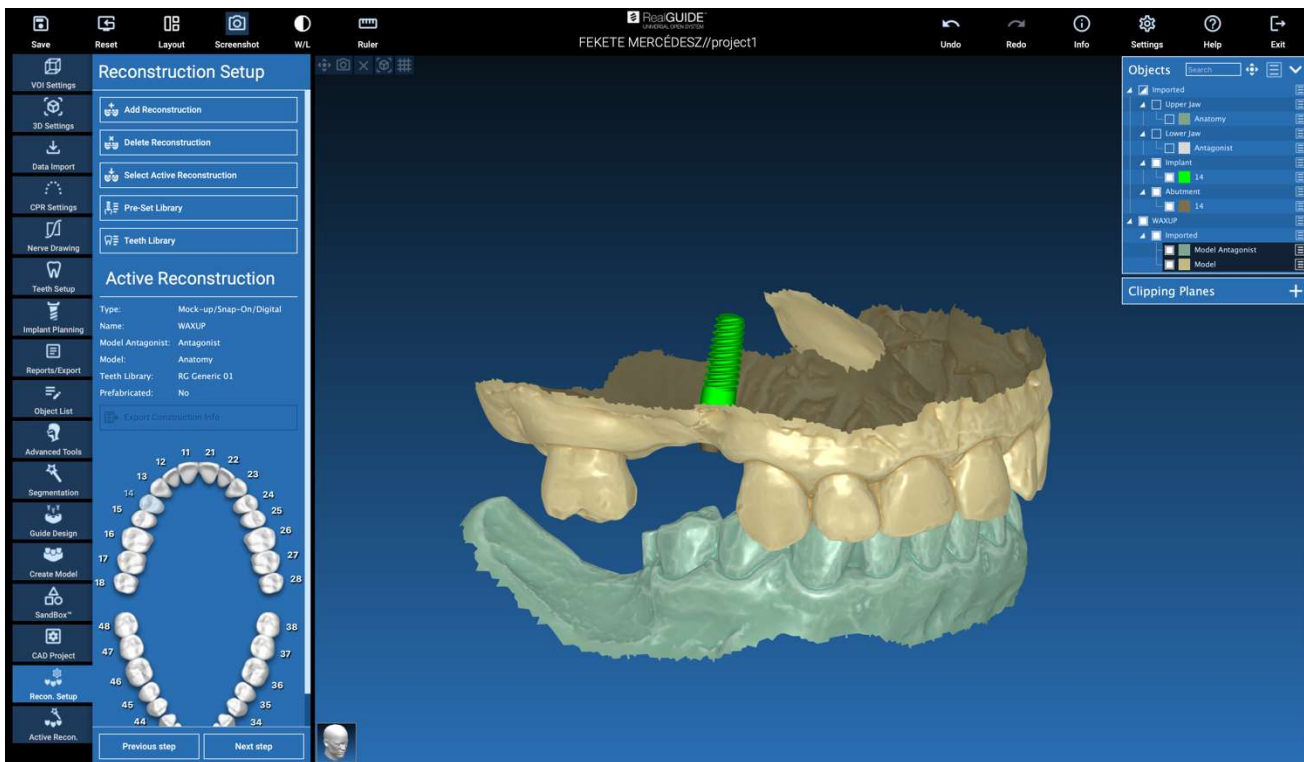 RealGUIDE™
UNIVERSAL OPEN SYSTEM
Save
Reset
Layout
Screenshot
W/L
Ruler
FEKETE MERCÉDESZ//project1
Undo
Redo
Info
Settings
Help
Exit
VOI Settings
3D Settings
Data Import
CPR Settings
Nerve Drawing
Teeth Setup
Implant Planning
Reports/Export
Object List
Advanced Tools
Segmentation
Guide Design
Create Model
SandBox™
CAD Project
Recon. Setup
Active Recon.
Reconstruction Setup
Add Reconstruction
Delete Reconstruction
Select Active Reconstruction
Pre-Set Library
Teeth Library
Active Reconstruction
Type: Mock-up/Snap-On/Digital
Name: WAXUP
Model Antagonist: Antagonist
Model: Anatomy
Teeth Library: RG Generic 01
Prefabricated: No
Export Construction Info
11 21
12 22
13 23
14 24
15 25
16 26
17 27
18 28
48 38
47 37
46 36
45 35
44 34
Previous step
Next step
Objects
Search
Imported
Upper Jaw
Anatomy
Lower Jaw
Antagonist
Implant
14
Abutment
14
WAXUP
Imported
Model Antagonist
Model
Clipping Planes